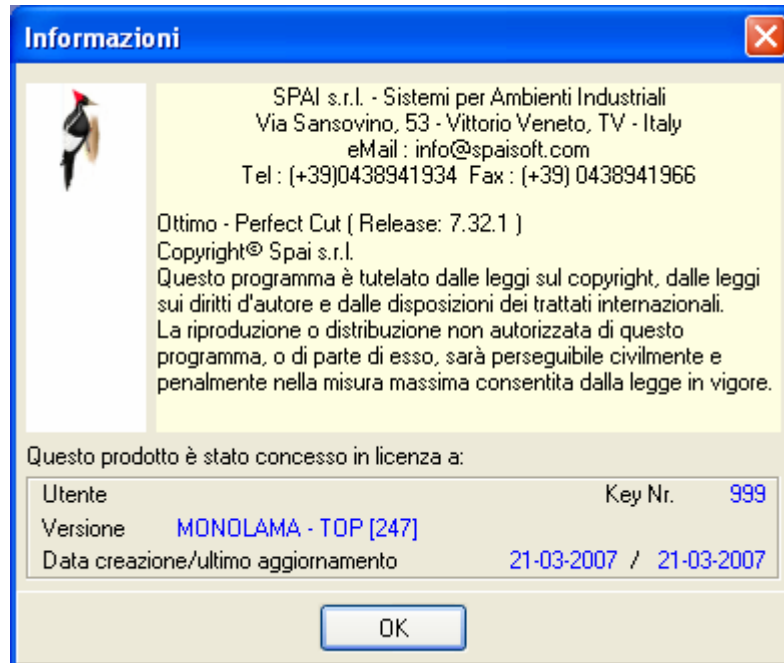 Informazioni
SPAI s.r.l. - Sistemi per Ambienti Industriali
Via Sansovino, 53 - Vittorio Veneto, TV - Italy
eMail : info@spaisoft.com
Tel : (+39)0438941934 Fax : (+39) 0438941966
Ottimo - Perfect Cut ( Release: 7.32.1 )
Copyright© Spai s.r.l.
Questo programma è tutelato dalle leggi sul copyright, dalle leggi
sui diritti d'autore e dalle disposizioni dei trattati internazionali.
La riproduzione o distribuzione non autorizzata di questo
programma, o di parte di esso, sarà perseguibile civilmente e
penalmente nella misura massima consentita dalla legge in vigore.
Questo prodotto è stato concesso in licenza a:
Utente Key Nr. 999
Versione MONOLAMA - TOP [247]
Data creazione/ultimo aggiornamento 21-03-2007 / 21-03-2007
OK